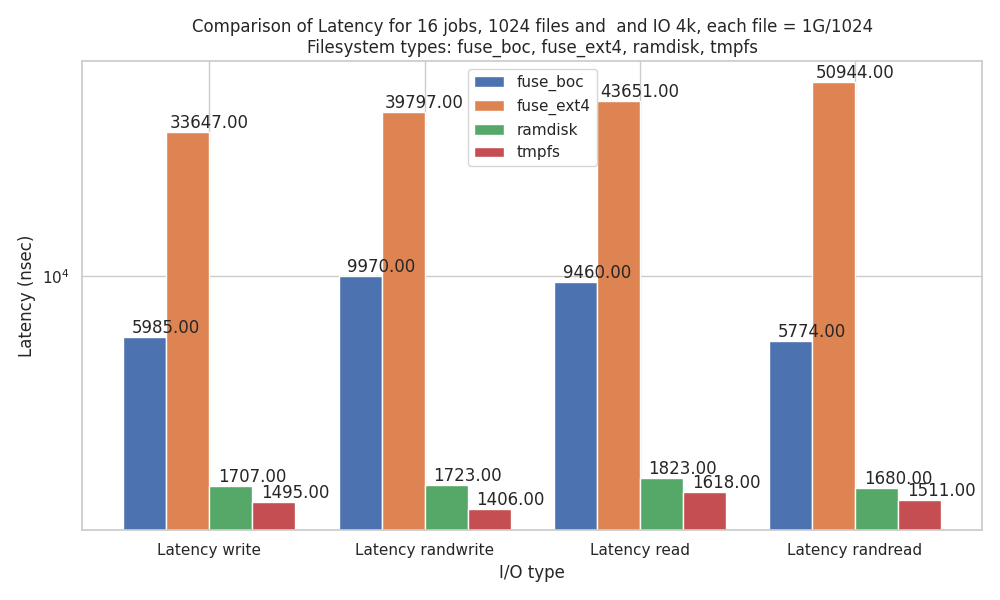 Comparison of Latency for 16 jobs, 1024 files and  and IO 4k, each file = 1G/1024
Filesystem types: fuse_boc, fuse_ext4, ramdisk, tmpfs
fuse_boc
fuse_ext4
ramdisk
tmpfs
Latency (nsec)
10^4
5985.00
33647.00
1707.00
1495.00
9970.00
39797.00
1723.00
1406.00
9460.00
43651.00
1823.00
1618.00
5774.00
50944.00
1680.00
1511.00
Latency write
Latency randwrite
Latency read
Latency randread
I/O type